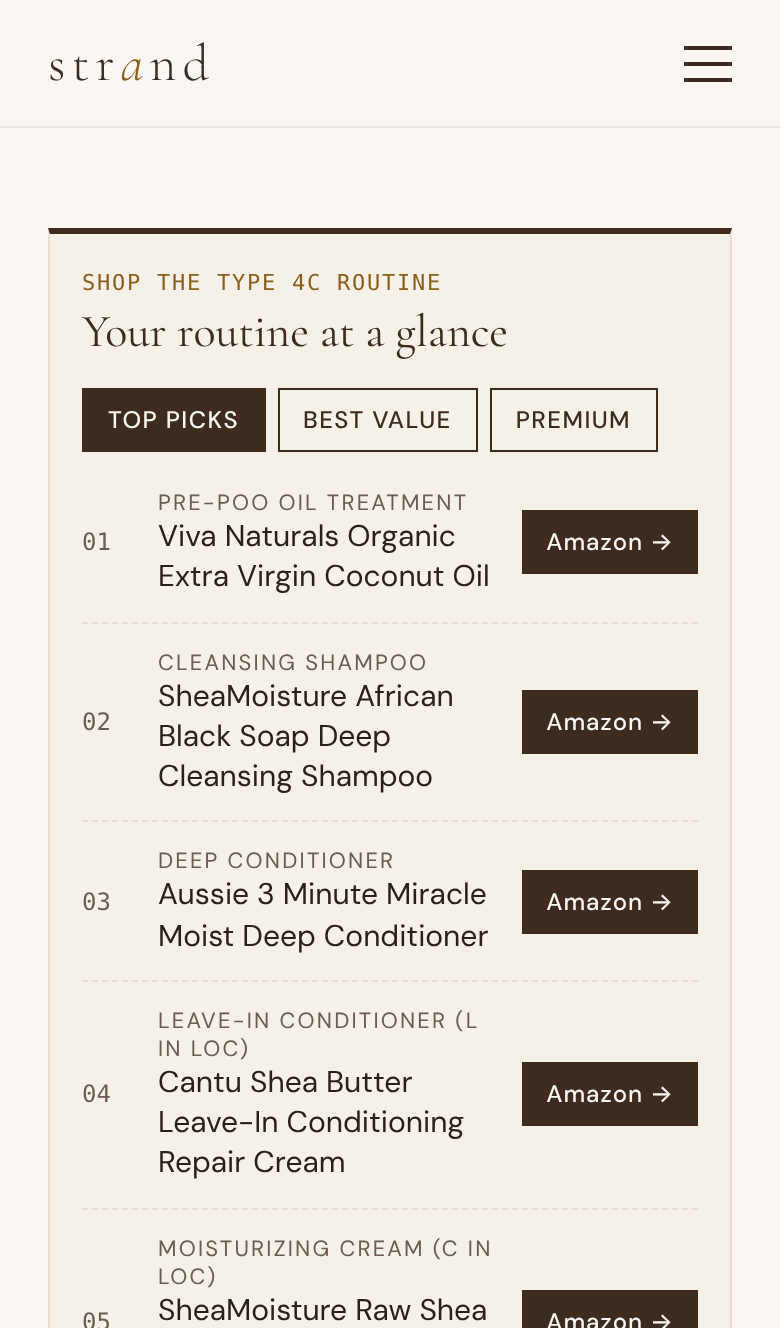 strand
SHOP THE TYPE 4C ROUTINE
Your routine at a glance
TOP PICKS
BEST VALUE
PREMIUM
01
PRE-POO OIL TREATMENT
Viva Naturals Organic
Extra Virgin Coconut Oil
Amazon →
02
CLEANSING SHAMPOO
SheaMoisture African
Black Soap Deep
Cleansing Shampoo
Amazon →
03
DEEP CONDITIONER
Aussie 3 Minute Miracle
Moist Deep Conditioner
Amazon →
04
LEAVE-IN CONDITIONER (L
IN LOC)
Cantu Shea Butter
Leave-In Conditioning
Repair Cream
Amazon →
05
MOISTURIZING CREAM (C IN
LOC)
SheaMoisture Raw Shea
Amazon →